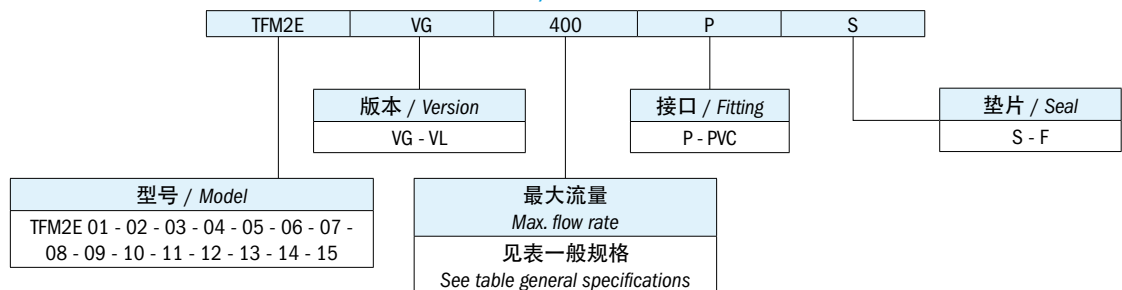 TFM2E VG 400 P S
版本 / Version
VG - VL
接口 / Fitting
P - PVC
垫片 / Seal
S - F
型号 / Model
TFM2E 01 - 02 - 03 - 04 - 05 - 06 - 07 -
08 - 09 - 10 - 11 - 12 - 13 - 14 - 15
最大流量
Max. flow rate
见表一般规格
See table general specifications